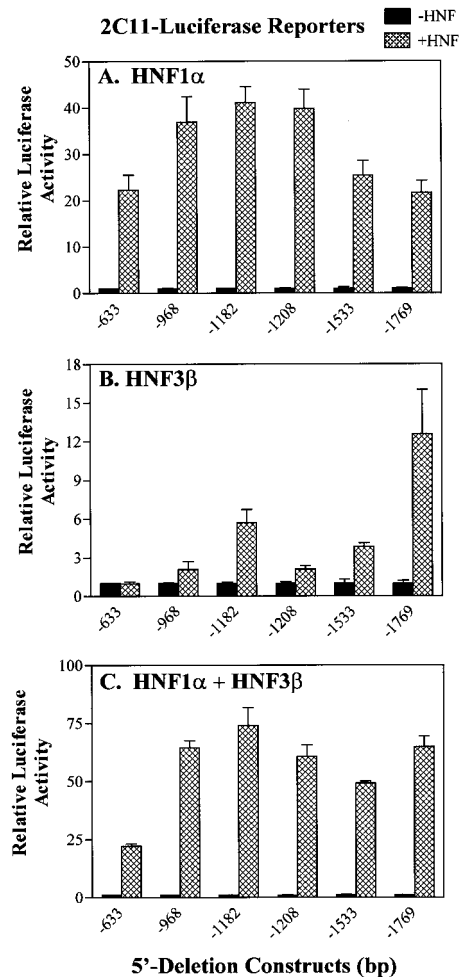 2C11-Luciferase Reporters
-HNF
+HNF
A. HNF1α
Relative Luciferase
Activity
50
40
30
20
10
0
-633
-968
-1182
-1208
-1533
-1769
B. HNF3β
Relative Luciferase
Activity
18
15
12
9
6
3
0
-633
-968
-1182
-1208
-1533
-1769
C. HNF1α + HNF3β
Relative Luciferase
Activity
100
75
50
25
0
-633
-968
-1182
-1208
-1533
-1769
5'-Deletion Constructs (bp)